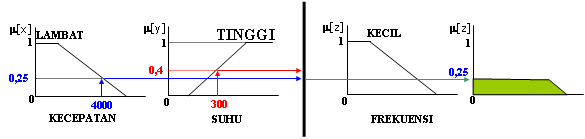 μ[x]
LAMBAT
1
0,25
0
4000
KECEPATAN
μ[y]
TINGGI
1
0,4
0
300
SUHU
μ[z]
KECIL
1
0
FREKUENSI
μ[z]
0,25
0